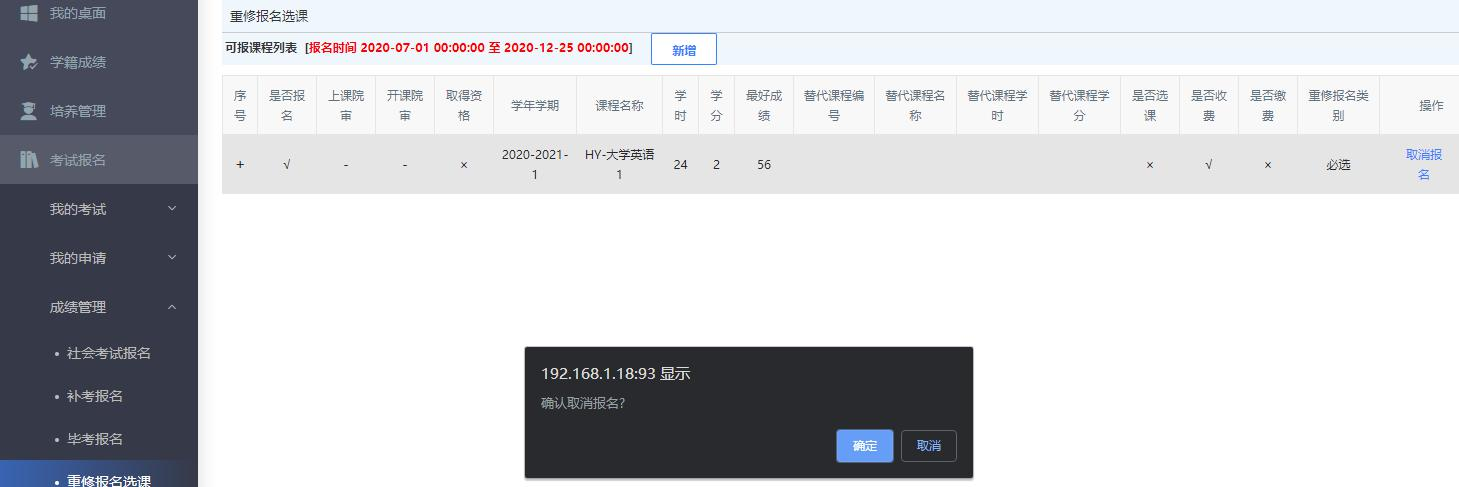 我的桌面
学籍成绩
培养管理
考试报名
我的考试
我的申请
成绩管理
社会考试报名
补考报名
毕考报名
重修报名选课
重修报名选课
可报课程列表 [报名时间 2020-07-01 00:00:00 至 2020-12-25 00:00:00] 新增
序号 是否报名 上课院审 开课院审 取得资格 学年学期 课程名称 学时 学分 最好成绩 替代课程编号 替代课程名称 替代课程学时 替代课程学分 是否选课 是否收费 是否缴费 重修报名类别 操作
+ √ - - × 2020-2021-1 HY-大学英语1 24 2 56 × √ × 必选 取消报名
192.168.1.18:93 显示
确认取消报名?
确定 取消